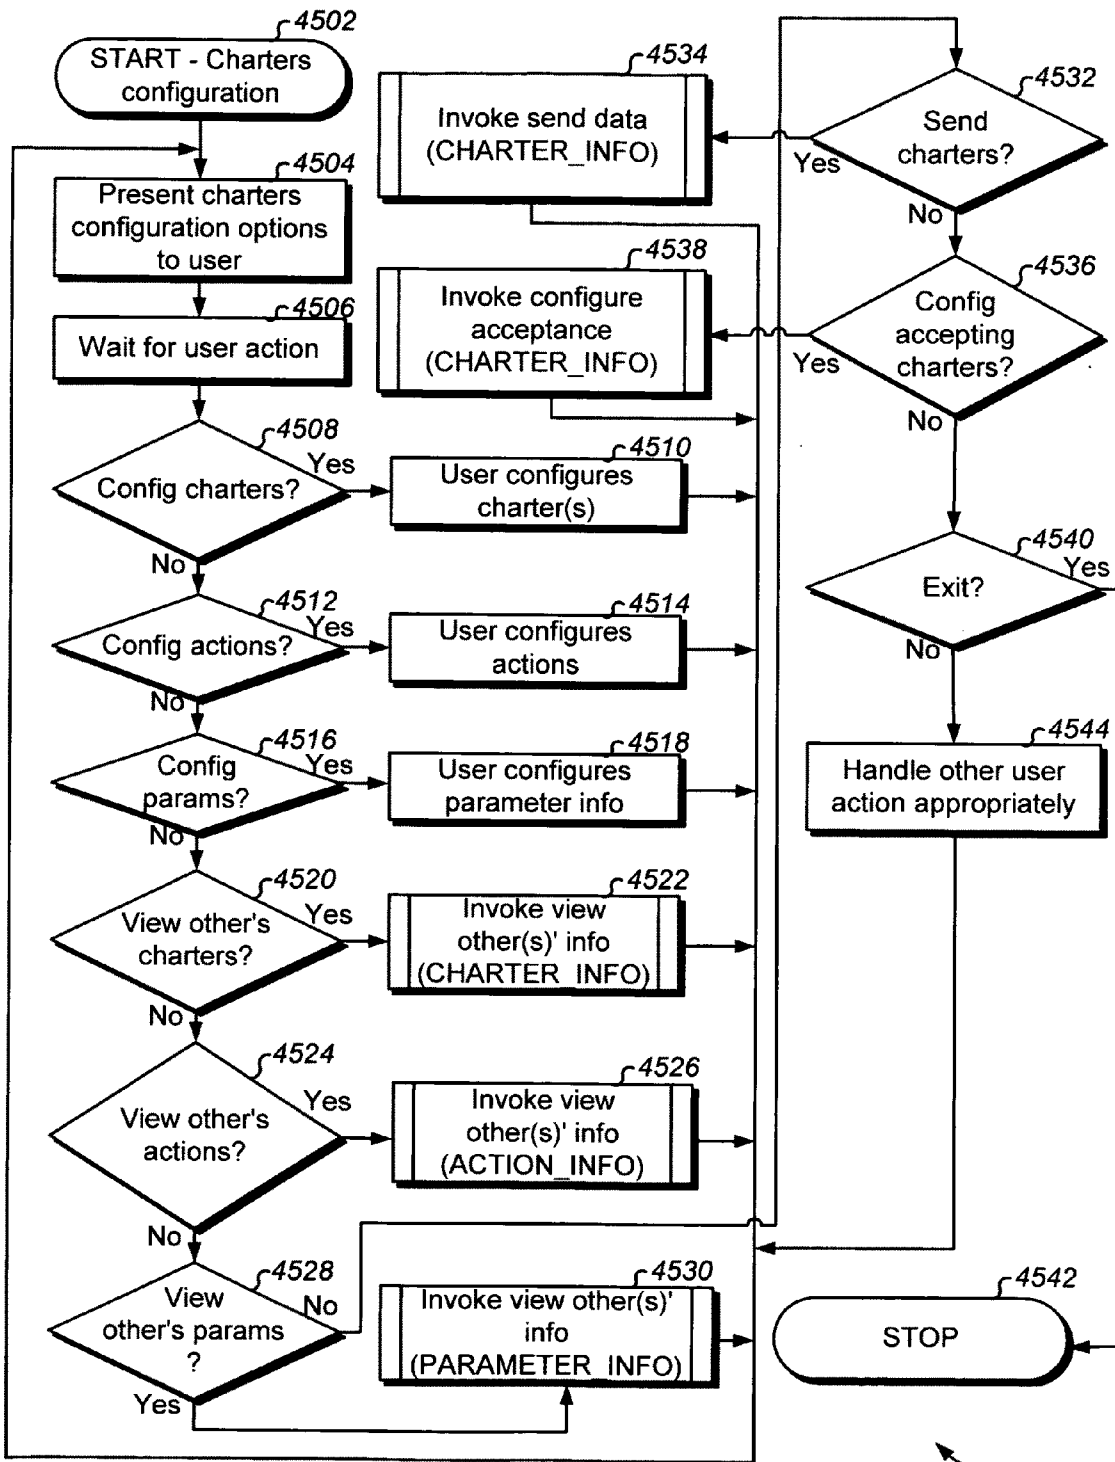 4502
START - Charters
configuration
4504
Present charters
configuration options
to user
4506
Wait for user action
4508
Config charters?
Yes
No
4510
User configures
charter(s)
4512
Config actions?
Yes
No
4514
User configures
actions
4516
Config
params?
Yes
No
4518
User configures
parameter info
4520
View other's
charters?
Yes
No
4522
Invoke view
other(s)' info
(CHARTER_INFO)
4524
View other's
actions?
Yes
No
4526
Invoke view
other(s)' info
(ACTION_INFO)
4528
View
other's params
?
No
Yes
4530
Invoke view other(s)'
info
(PARAMETER_INFO)
4532
Send
charters?
Yes
No
4534
Invoke send data
(CHARTER_INFO)
4536
Config
accepting
charters?
Yes
No
4538
Invoke configure
acceptance
(CHARTER_INFO)
4540
Exit?
Yes
No
4544
Handle other user
action appropriately
4542
STOP